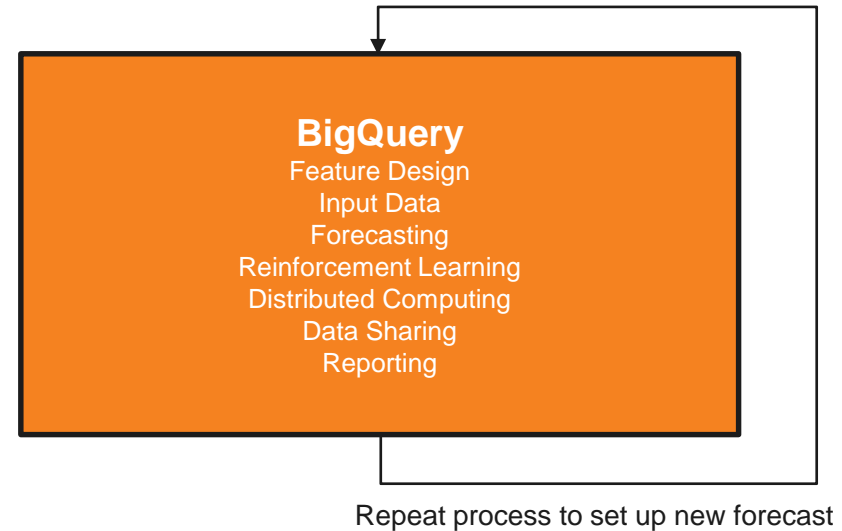 BigQuery
Feature Design
Input Data
Forecasting
Reinforcement Learning
Distributed Computing
Data Sharing
Reporting
Repeat process to set up new forecast